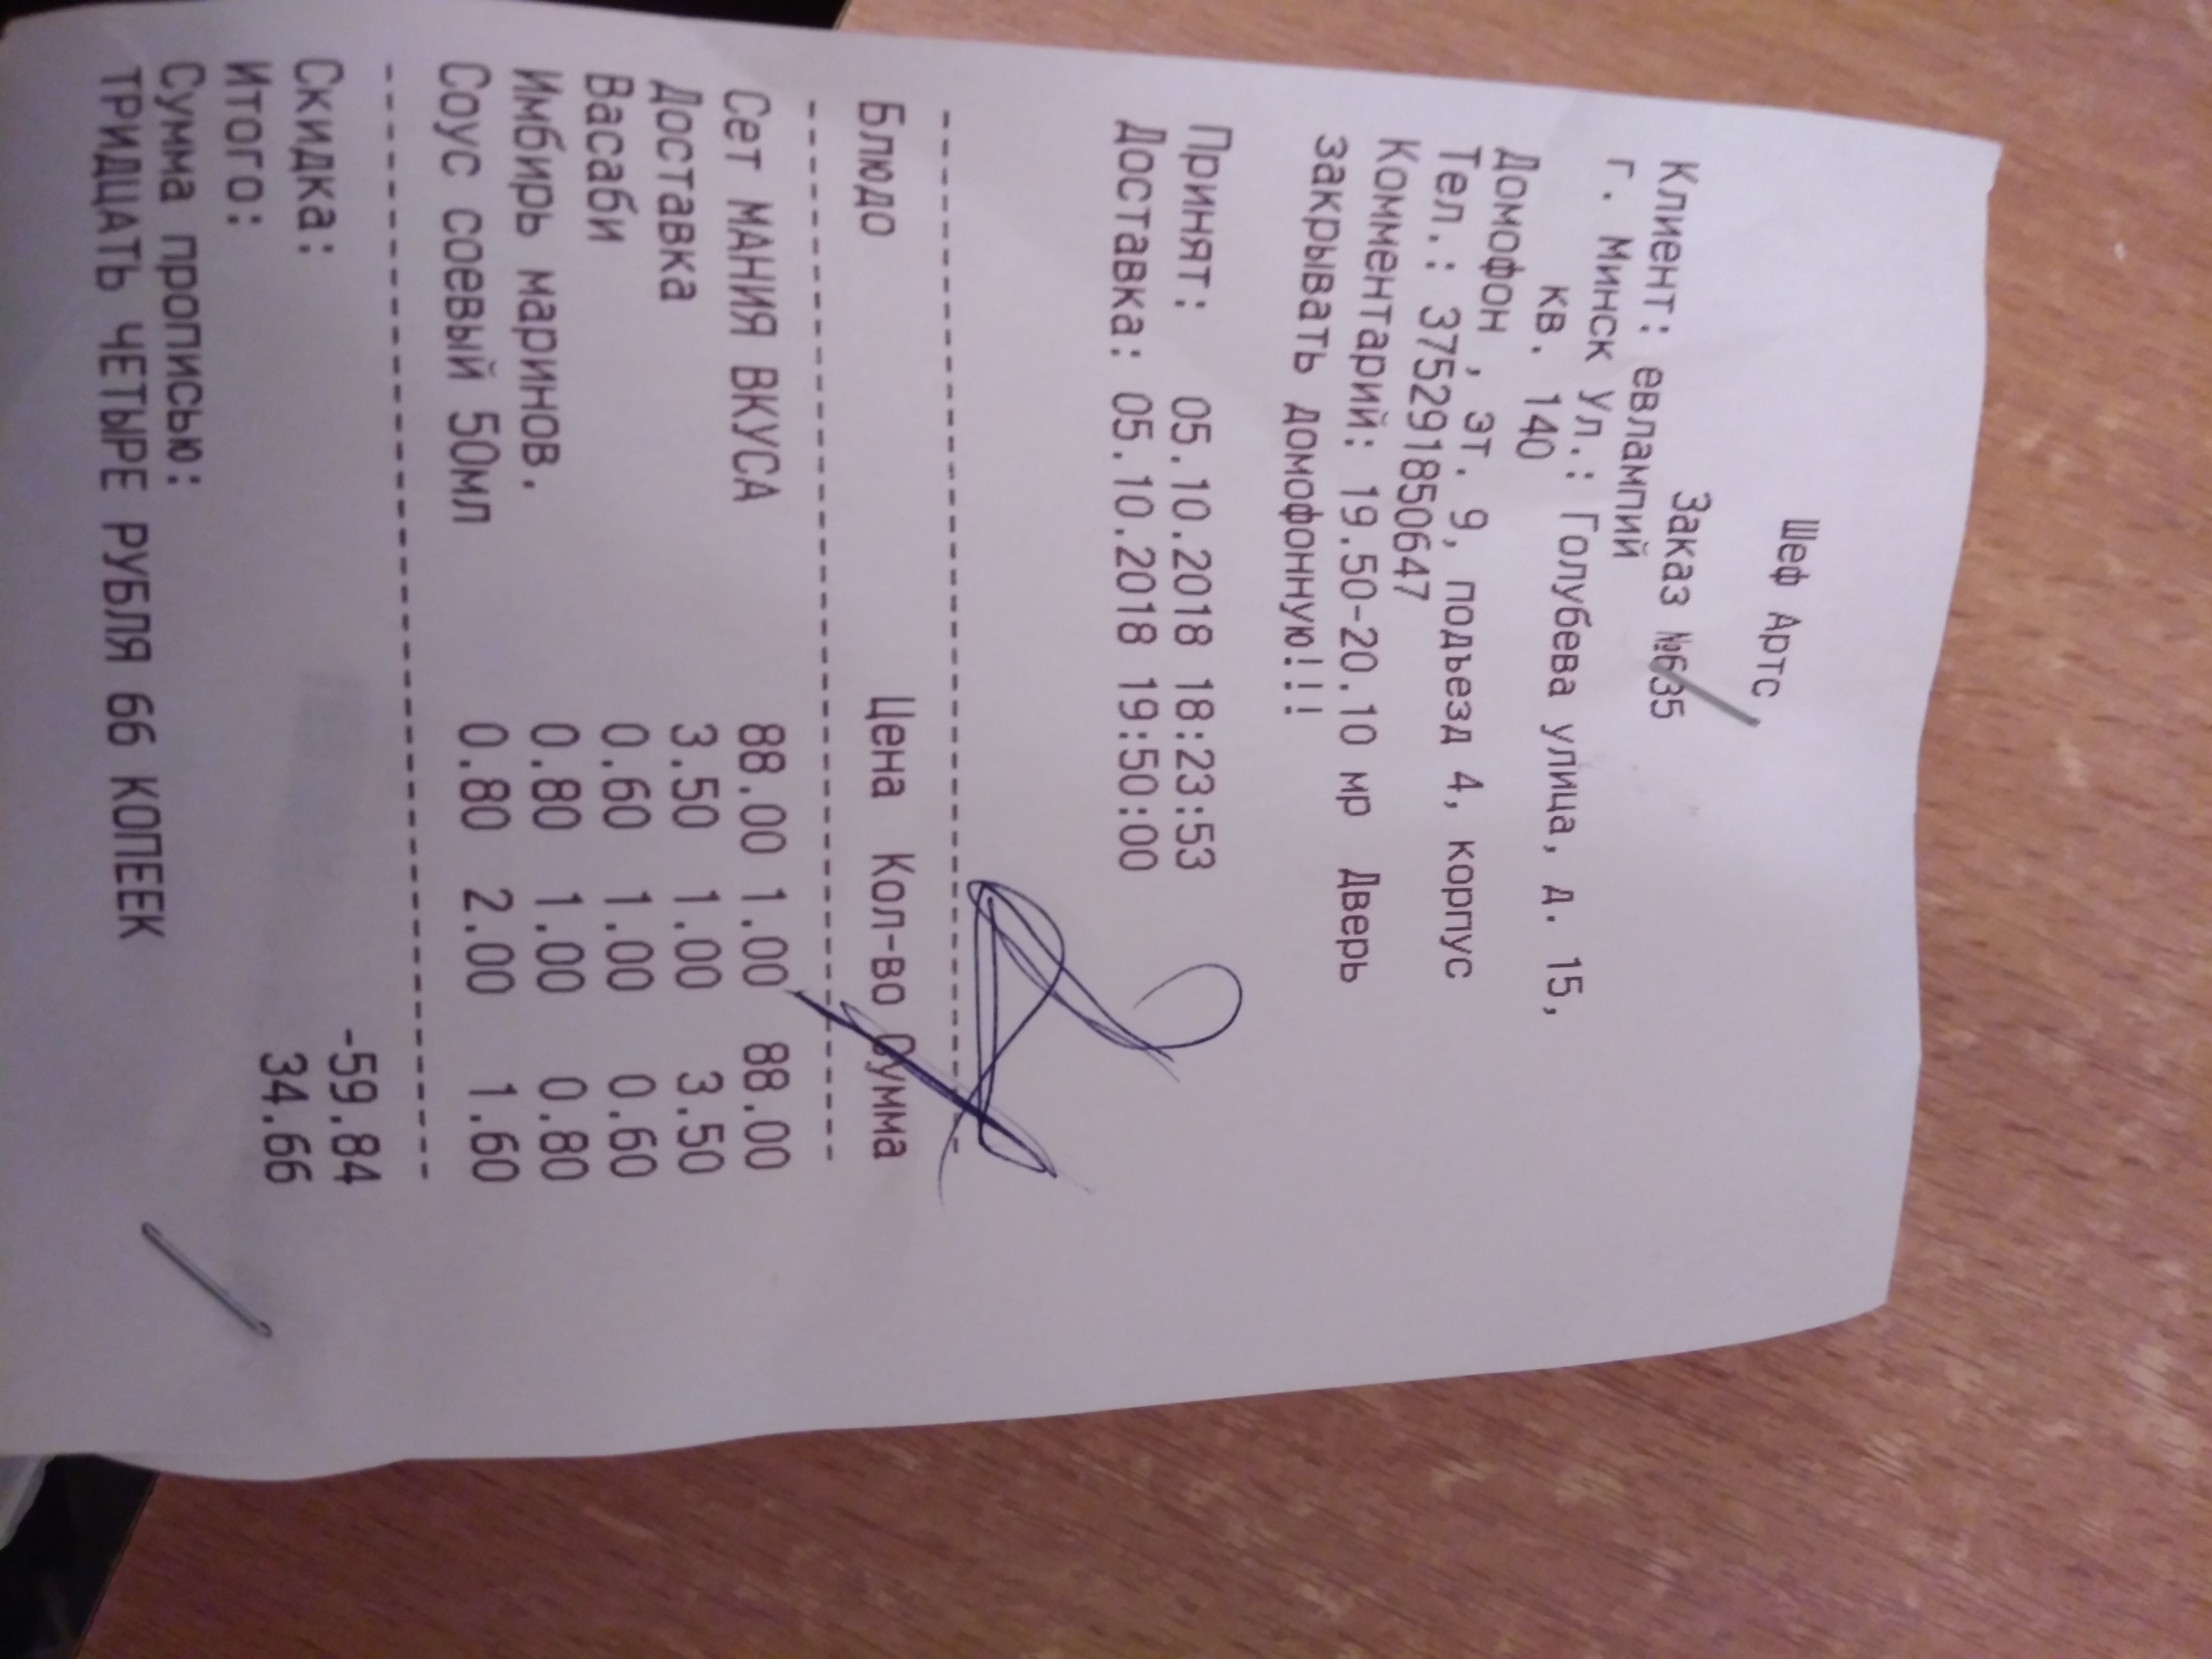 Шеф Артс
Заказ №635
Клиент: евлампий
г. Минск ул.: Голубева улица, д. 15,
кв. 140
Домофон , эт. 9, подъезд 4, корпус
Тел.: 375291850647
Комментарий: 19.50-20.10 мр Дверь
закрывать домофонную!!!
Принят: 05.10.2018 18:23:53
Доставка: 05.10.2018 19:50:00
Блюдо Цена Кол-во Сумма
Сет МАНИЯ ВКУСА 88.00 1.00 88.00
Доставка 3.50 1.00 3.50
Васаби 0.60 1.00 0.60
Имбирь маринов. 0.80 1.00 0.80
Соус соевый 50мл 0.80 2.00 1.60
Скидка: -59.84
Итого: 34.66
Сумма прописью:
ТРИДЦАТЬ ЧЕТЫРЕ РУБЛЯ 66 КОПЕЕК